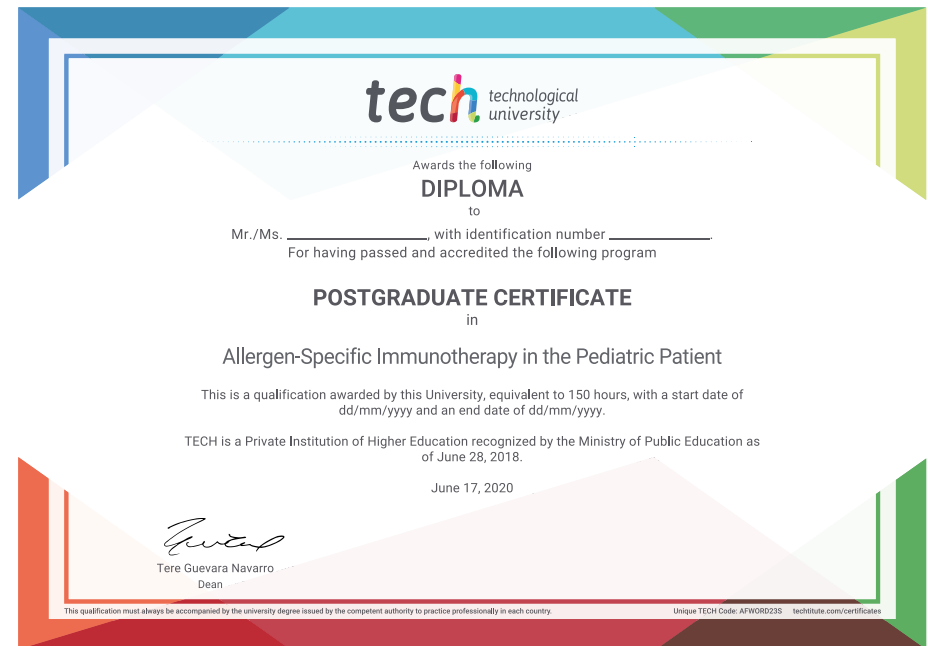 tech technological
university
Awards the following
DIPLOMA
to
Mr./Ms. ____________________, with identification number ______________.
For having passed and accredited the following program
POSTGRADUATE CERTIFICATE
in
Allergen-Specific Immunotherapy in the Pediatric Patient
This is a qualification awarded by this University, equivalent to 150 hours, with a start date of
dd/mm/yyyy and an end date of dd/mm/yyyy.
TECH is a Private Institution of Higher Education recognized by the Ministry of Public Education as
of June 28, 2018.
June 17, 2020
Tere Guevara Navarro
Dean
This qualification must always be accompanied by the university degree issued by the competent authority to practice professionally in each country.
Unique TECH Code: AFWORD23S techtitute.com/certificates